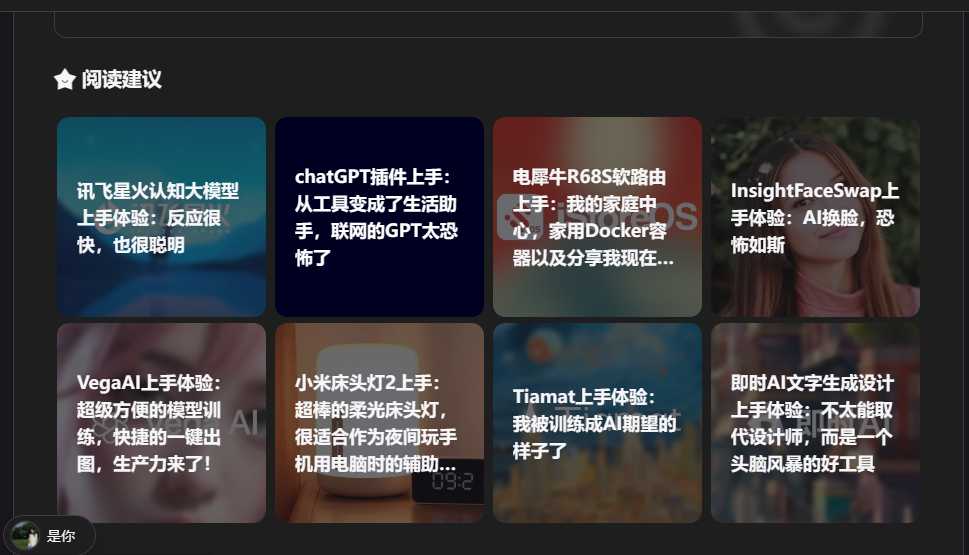 阅读建议
讯飞星火认知大模型
上手体验：反应很
快，也很聪明
chatGPT插件上手：
从工具变成了生活助
手，联网的GPT太恐
怖了
电犀牛R68S软路由
上手：我的家庭中
心，家用Docker容
器以及分享我现在...
iStoreOS
InsightFaceSwap上
手体验：AI换脸，恐
怖如斯
VegaAI上手体验：
超级方便的模型训
练，快捷的一键出
图，生产力来了！
AI
小米床头灯2上手：
超棒的柔光床头灯，
很适合作为夜间玩手
机用电脑时的辅助...
09:2
Tiamat上手体验：
我被训练成AI期望的
样子了
Tiamat
即时AI文字生成设计
上手体验：不太能取
代设计师，而是一个
头脑风暴的好工具
即时AI
是你